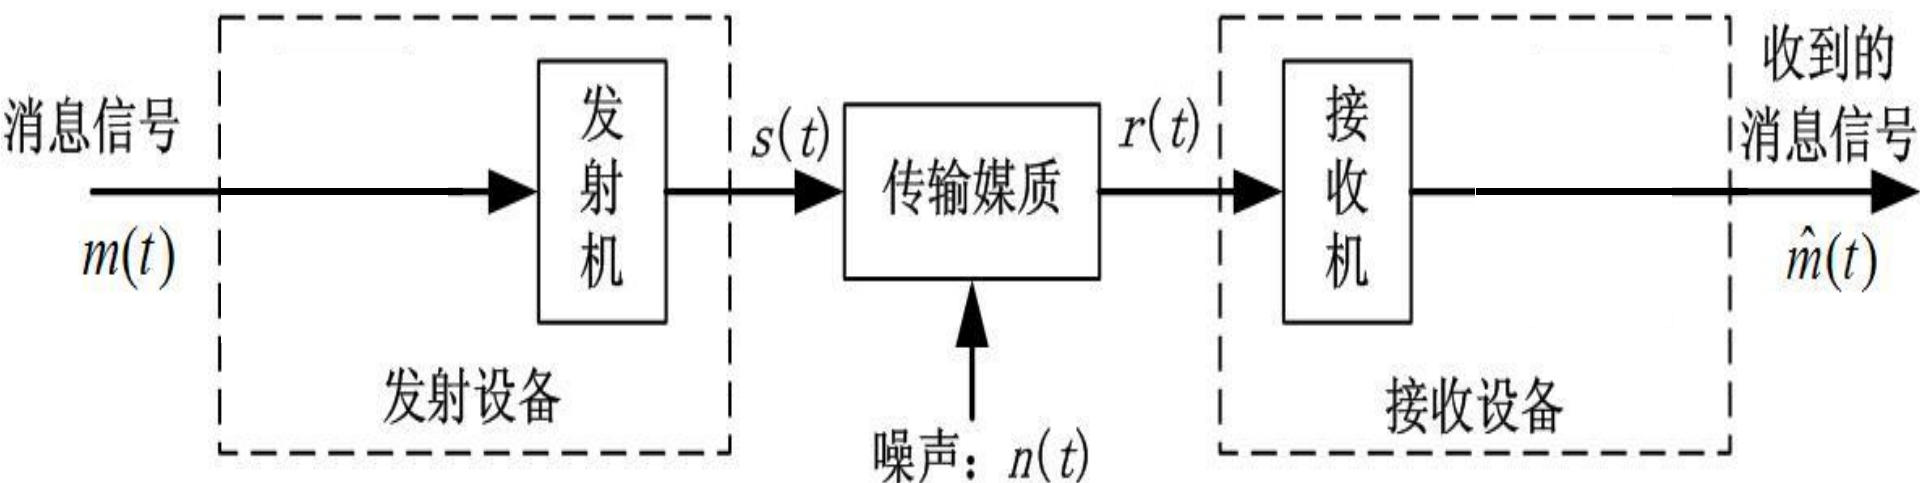 消息信号
m(t)
发射机
发射设备
s(t)
传输媒质
噪声：n(t)
r(t)
接收机
接收设备
收到的
消息信号
m̂(t)